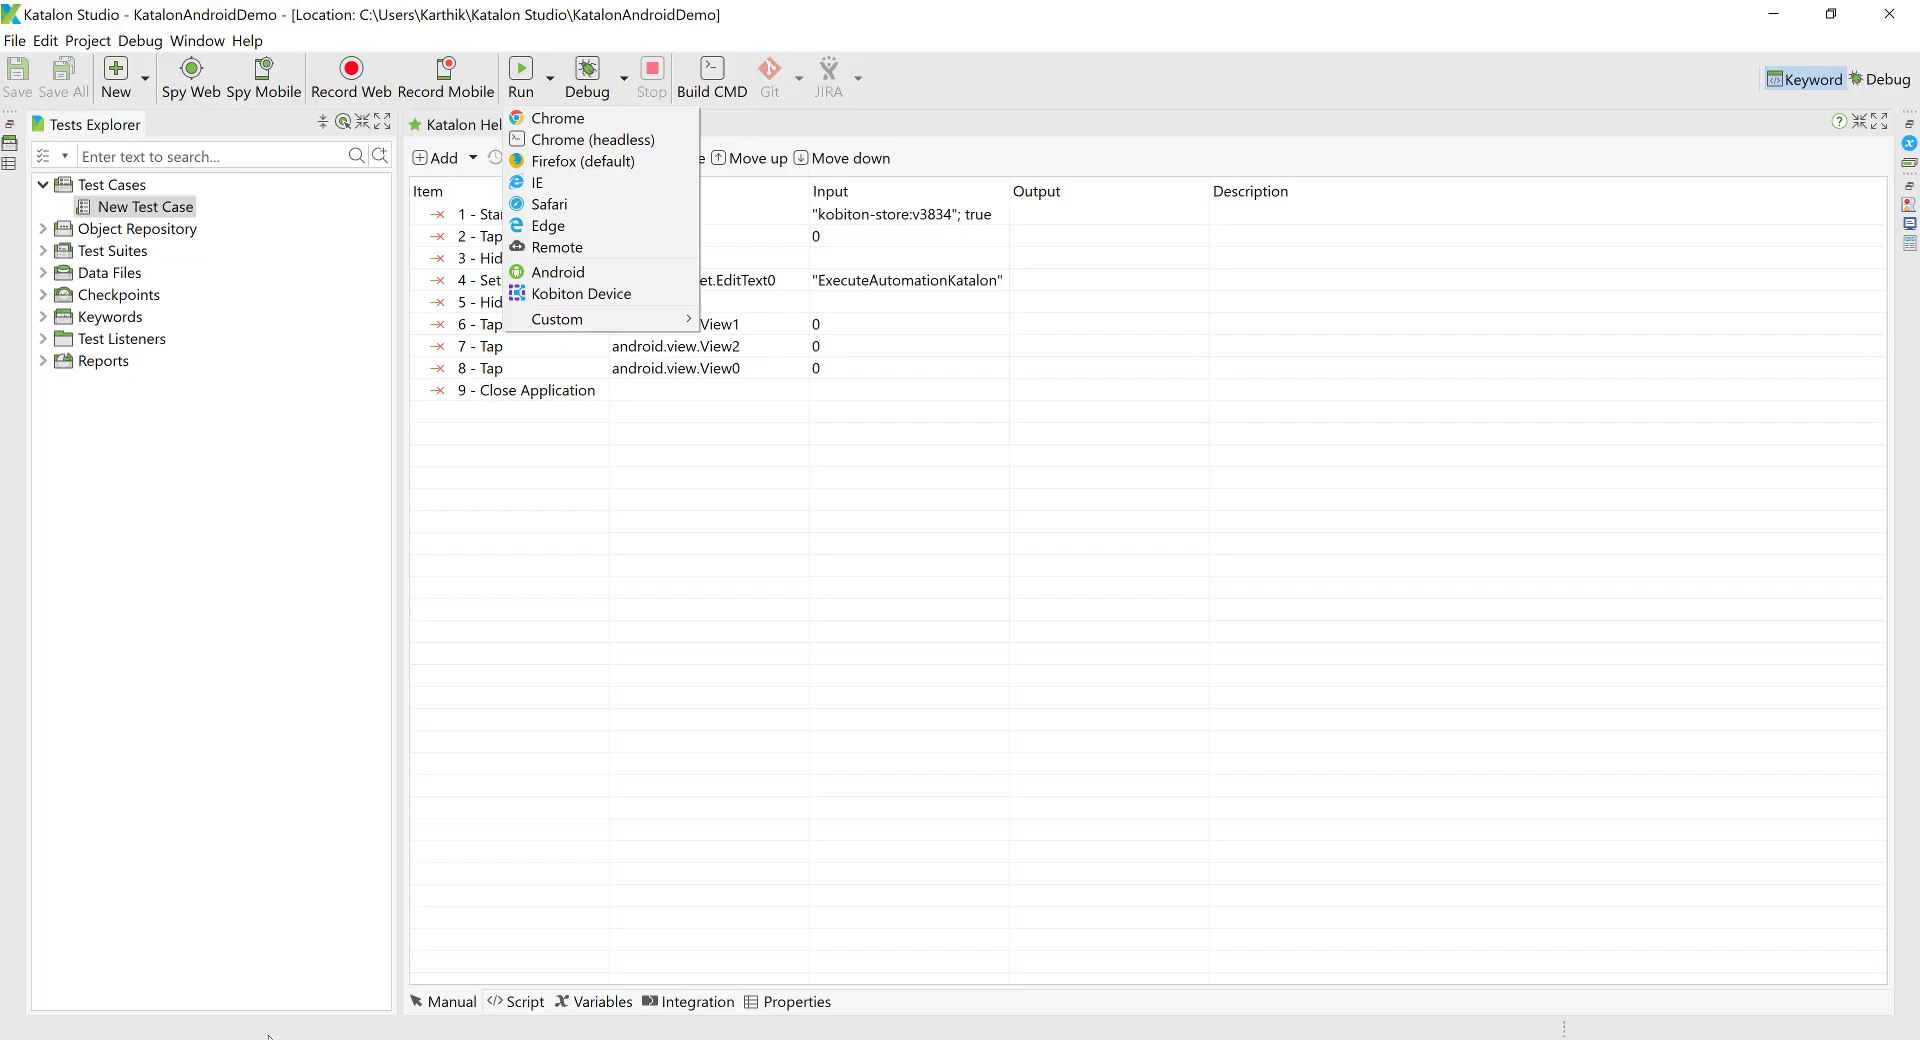 Katalon Studio - KatalonAndroidDemo - [Location: C:\Users\Karthik\Katalon Studio\KatalonAndroidDemo]
File Edit Project Debug Window Help
Save Save All New Spy Web Spy Mobile Record Web Record Mobile Run Debug Stop Build CMD Git JIRA Keyword Debug
Tests Explorer
Enter text to search...
Test Cases
New Test Case
Object Repository
Test Suites
Data Files
Checkpoints
Keywords
Test Listeners
Reports
Katalon Hel
Add e Move up Move down
Chrome
Chrome (headless)
Firefox (default)
IE
Safari
Edge
Remote
Android
Kobiton Device
Custom
Item Input Output Description
1 - Star "kobiton-store:v3834"; true
2 - Tap 0
3 - Hid
4 - Set et.EditText0 "ExecuteAutomationKatalon"
5 - Hid
6 - Tap View1 0
7 - Tap android.view.View2 0
8 - Tap android.view.View0 0
9 - Close Application
Manual Script Variables Integration Properties